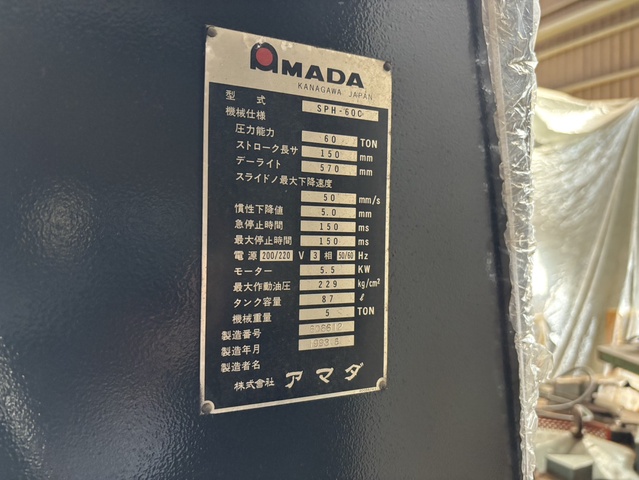 AMADA
KANAGAWA JAPAN
型式 SPH-60C
機械仕様
圧力能力 60 TON
ストローク長サ 150 mm
デーライト 570 mm
スライドノ最大下降速度
50 mm/s
慣性下降値 5.0 mm
急停止時間 150 ms
最大停止時間 150 ms
電源 200/220 V 3 相 50/60 Hz
モーター 5.5 KW
最大作動油圧 229 kg/cm²
タンク容量 87 ℓ
機械重量 5 TON
製造番号
製造年月 1993.6
製造者名
株式會社 アマダ